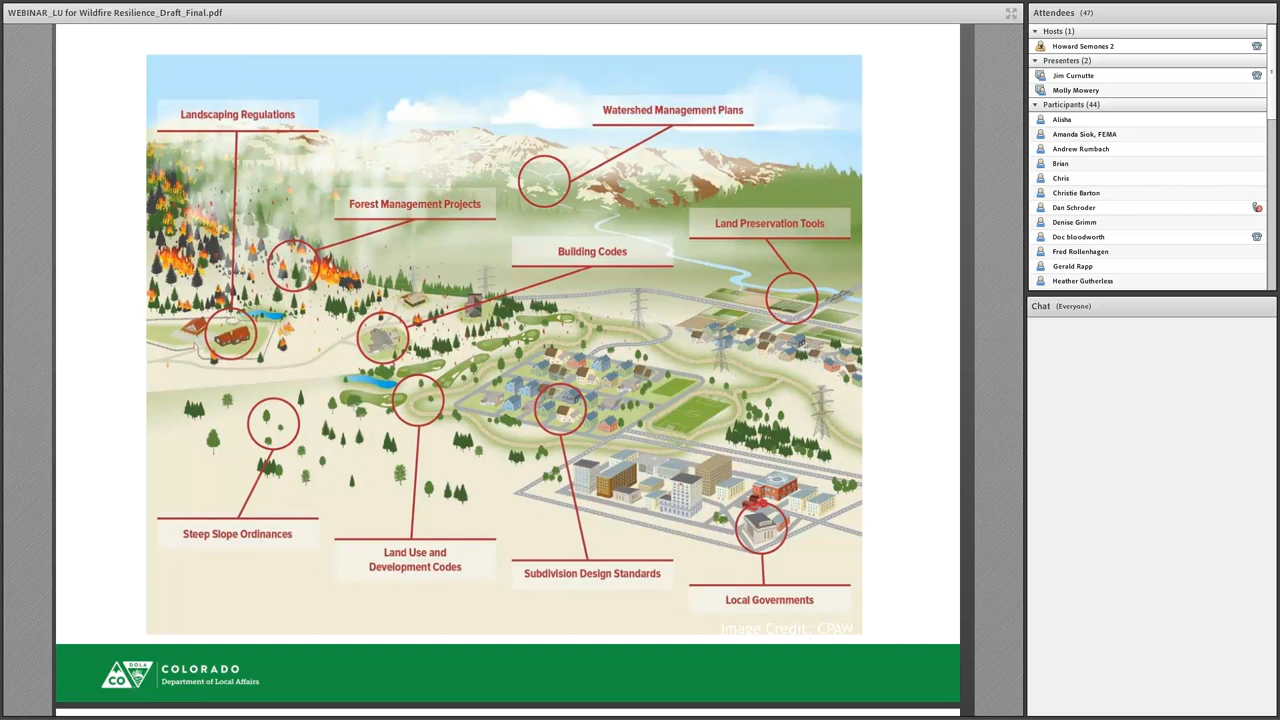 WEBINAR_LU for Wildfire Resilience_Draft_Final.pdf
Landscaping Regulations
Watershed Management Plans
Forest Management Projects
Land Preservation Tools
Building Codes
Steep Slope Ordinances
Land Use and
Development Codes
Subdivision Design Standards
Local Governments
Image Credit: CPAW
CO
DOLA
COLORADO
Department of Local Affairs
Attendees (47)
Hosts (1)
Howard Semones 2
Presenters (2)
Jim Curnutte
Molly Mowery
Participants (44)
Alisha
Amanda Siok, FEMA
Andrew Rumbach
Brian
Chris
Christie Barton
Dan Schroder
Denise Grimm
Doc bloodworth
Fred Rollenhagen
Gerald Rapp
Heather Gutherless
Chat (Everyone)